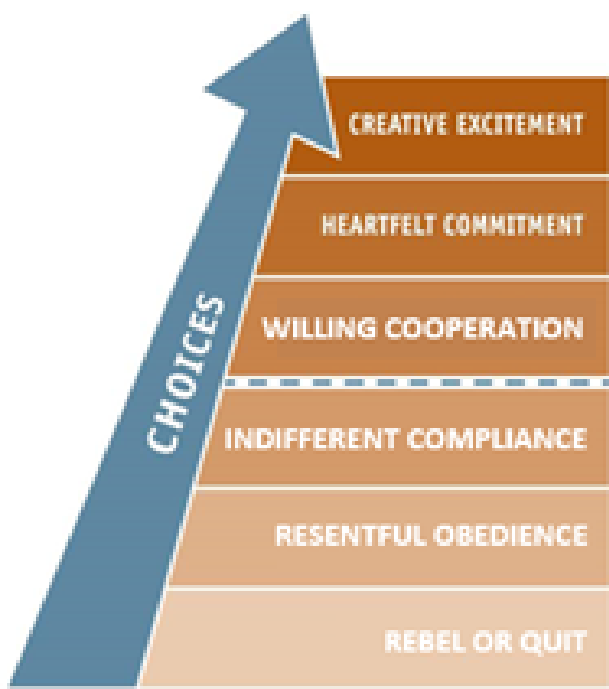 CREATIVE EXCITEMENT
HEARTFELT COMMITMENT
WILLING COOPERATION
CHOICES
INDIFFERENT COMPLIANCE
RESENTFUL OBEDIENCE
REBEL OR QUIT